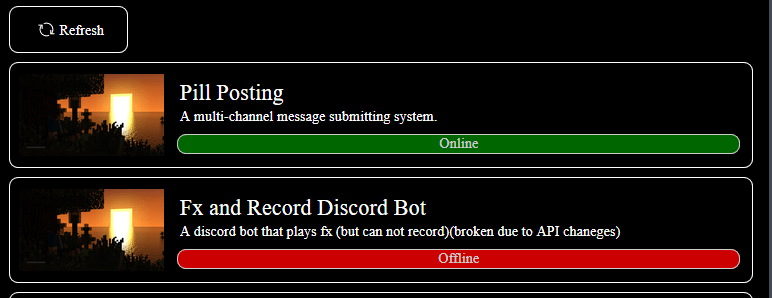 Refresh
Pill Posting
A multi-channel message submitting system.
Online
Fx and Record Discord Bot
A discord bot that plays fx (but can not record)(broken due to API chaneges)
Offline